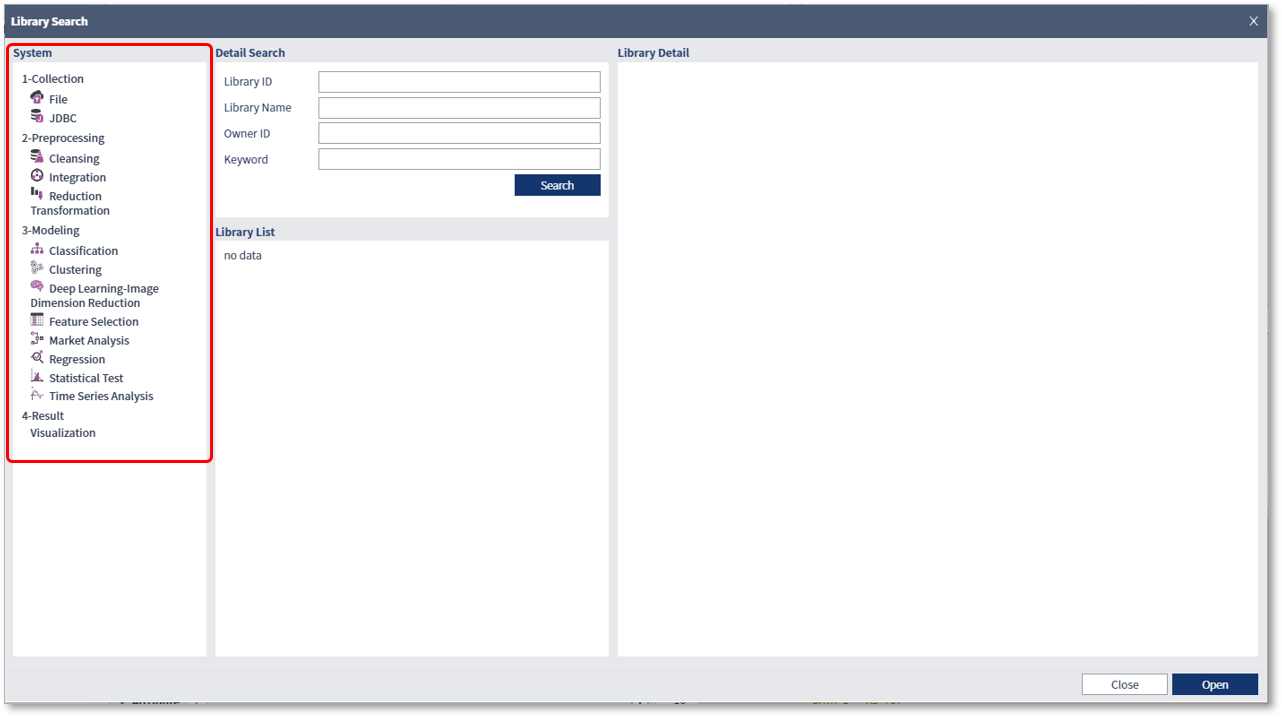 Library Search
X
System
1-Collection
File
JDBC
2-Preprocessing
Cleansing
Integration
Reduction
Transformation
3-Modeling
Classification
Clustering
Deep Learning-Image
Dimension Reduction
Feature Selection
Market Analysis
Regression
Statistical Test
Time Series Analysis
4-Result
Visualization
Detail Search
Library ID
Library Name
Owner ID
Keyword
Search
Library List
no data
Library Detail
Close
Open